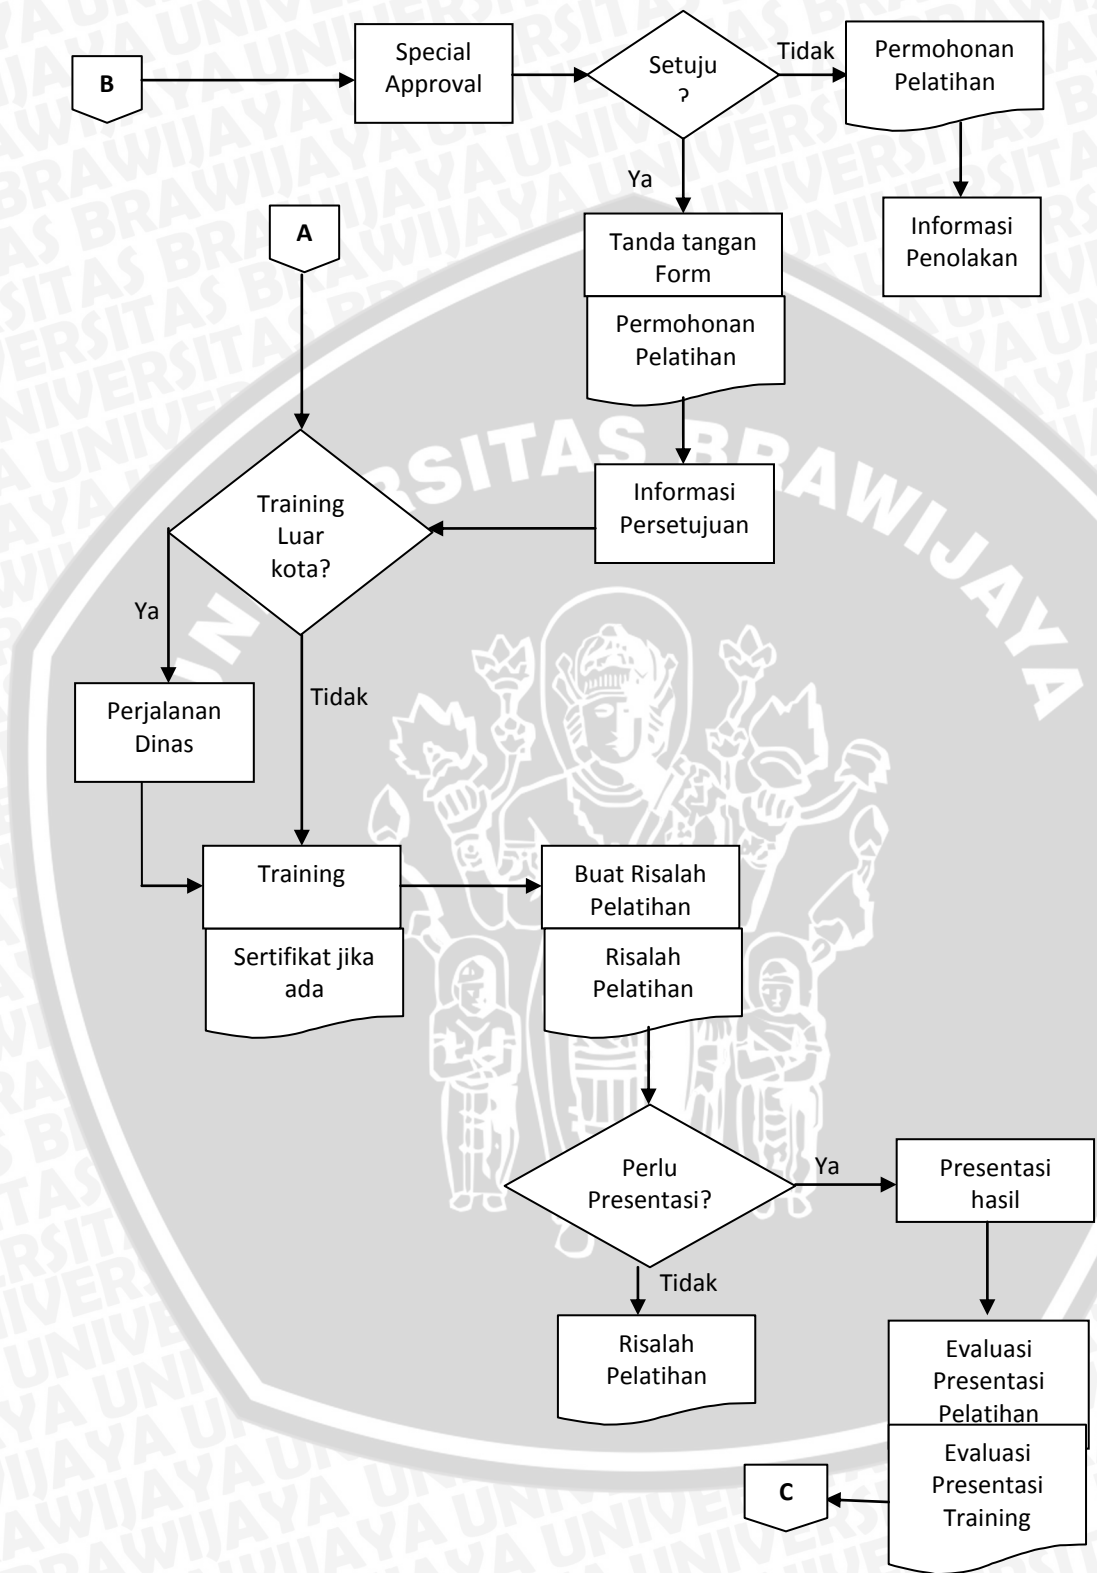 B
Special
Approval
Setuju
?
Tidak
Permohonan
Pelatihan
Ya
Informasi
Penolakan
A
Tanda tangan
Form
Permohonan
Pelatihan
Training
Luar
kota?
Informasi
Persetujuan
Ya
Tidak
Perjalanan
Dinas
Training
Sertifikat jika
ada
Buat Risalah
Pelatihan
Risalah
Pelatihan
Perlu
Presentasi?
Ya
Presentasi
hasil
Tidak
Risalah
Pelatihan
Evaluasi
Presentasi
Pelatihan
Evaluasi
Presentasi
Training
C
UNIVERSITAS BRAWIJAYA